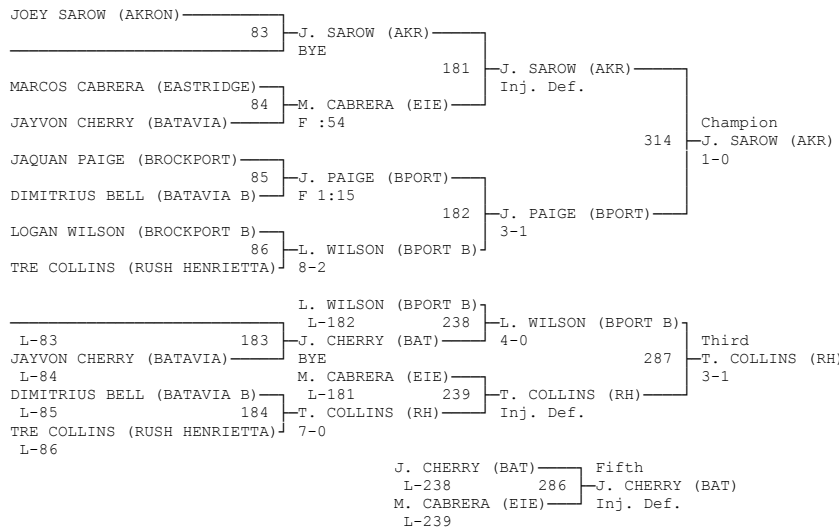 JOEY SAROW (AKRON)
83 J. SAROW (AKR)
BYE
181 J. SAROW (AKR)
MARCOS CABRERA (EASTRIDGE) Inj. Def.
84 M. CABRERA (EIE)
JAYVON CHERRY (BATAVIA) F :54 Champion
314 J. SAROW (AKR)
JAQUAN PAIGE (BROCKPORT) 1-0
85 J. PAIGE (BPORT)
DIMITRIUS BELL (BATAVIA B) F 1:15
182 J. PAIGE (BPORT)
LOGAN WILSON (BROCKPORT B) 3-1
86 L. WILSON (BPORT B)
TRE COLLINS (RUSH HENRIETTA) 8-2
L. WILSON (BPORT B)
L-182 238 L. WILSON (BPORT B)
L-83 183 J. CHERRY (BAT) 4-0 Third
JAYVON CHERRY (BATAVIA) BYE 287 T. COLLINS (RH)
L-84 M. CABRERA (EIE) 3-1
DIMITRIUS BELL (BATAVIA B) L-181 239 T. COLLINS (RH)
L-85 184 T. COLLINS (RH) Inj. Def.
TRE COLLINS (RUSH HENRIETTA) 7-0
L-86
J. CHERRY (BAT) Fifth
L-238 286 J. CHERRY (BAT)
M. CABRERA (EIE) Inj. Def.
L-239